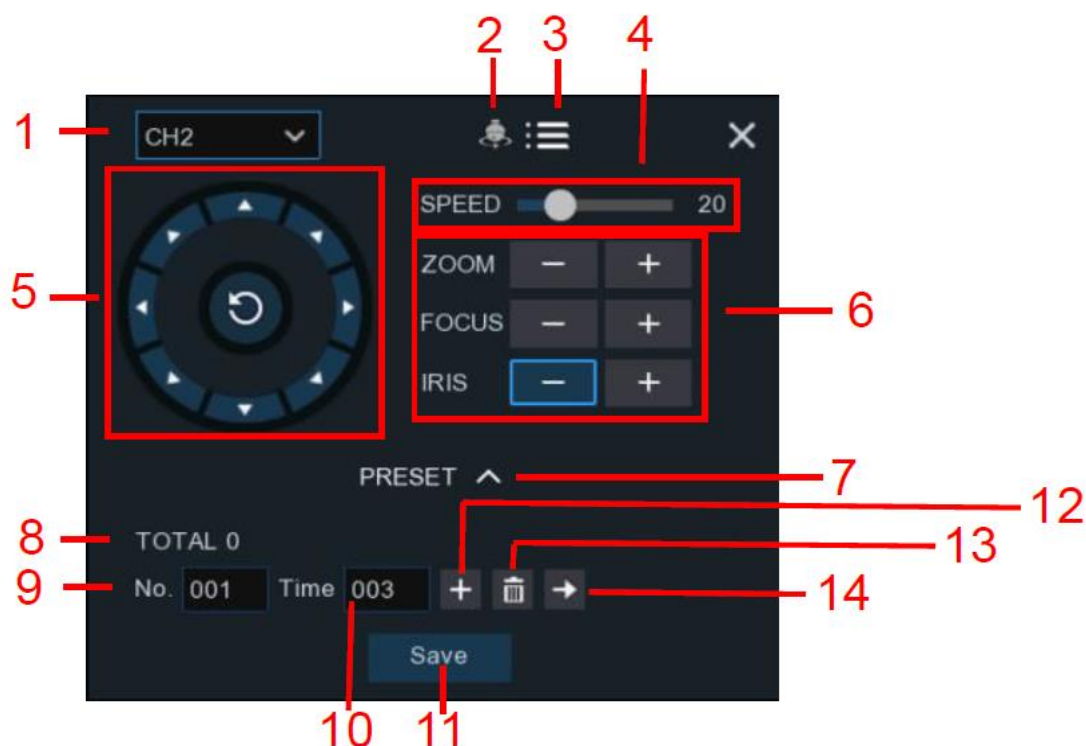 2 3 4
1 CH2
SPEED 20
ZOOM − +
5 6
FOCUS − +
IRIS − +
PRESET 7
12
8 TOTAL 0
13
9 No. 001 Time 003 + 14
Save
10 11